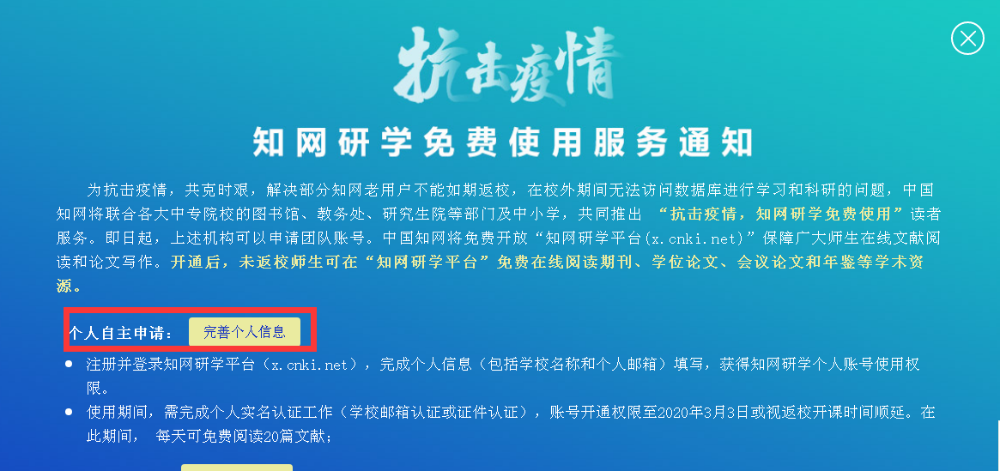 抗击疫情
知网研学免费使用服务通知
为抗击疫情，共克时艰，解决部分知网老用户不能如期返校，在校外期间无法访问数据库进行学习和科研的问题，中国
知网将联合各大中专院校的图书馆、教务处、研究生院等部门及中小学，共同推出 “抗击疫情，知网研学免费使用”读者
服务。即日起，上述机构可以申请团队账号。中国知网将免费开放“知网研学平台(x.cnki.net)”保障广大师生在线文献阅
读和论文写作。开通后，未返校师生可在“知网研学平台”免费在线阅读期刊、学位论文、会议论文和年鉴等学术资
源。
个人自主申请： 完善个人信息
注册并登录知网研学平台（x.cnki.net），完成个人信息（包括学校名称和个人邮箱）填写，获得知网研学个人账号使用权
限。
使用期间，需完成个人实名认证工作（学校邮箱认证或证件认证），账号开通权限至2020年3月3日或视返校开课时间顺延。在
此期间， 每天可免费阅读20篇文献；